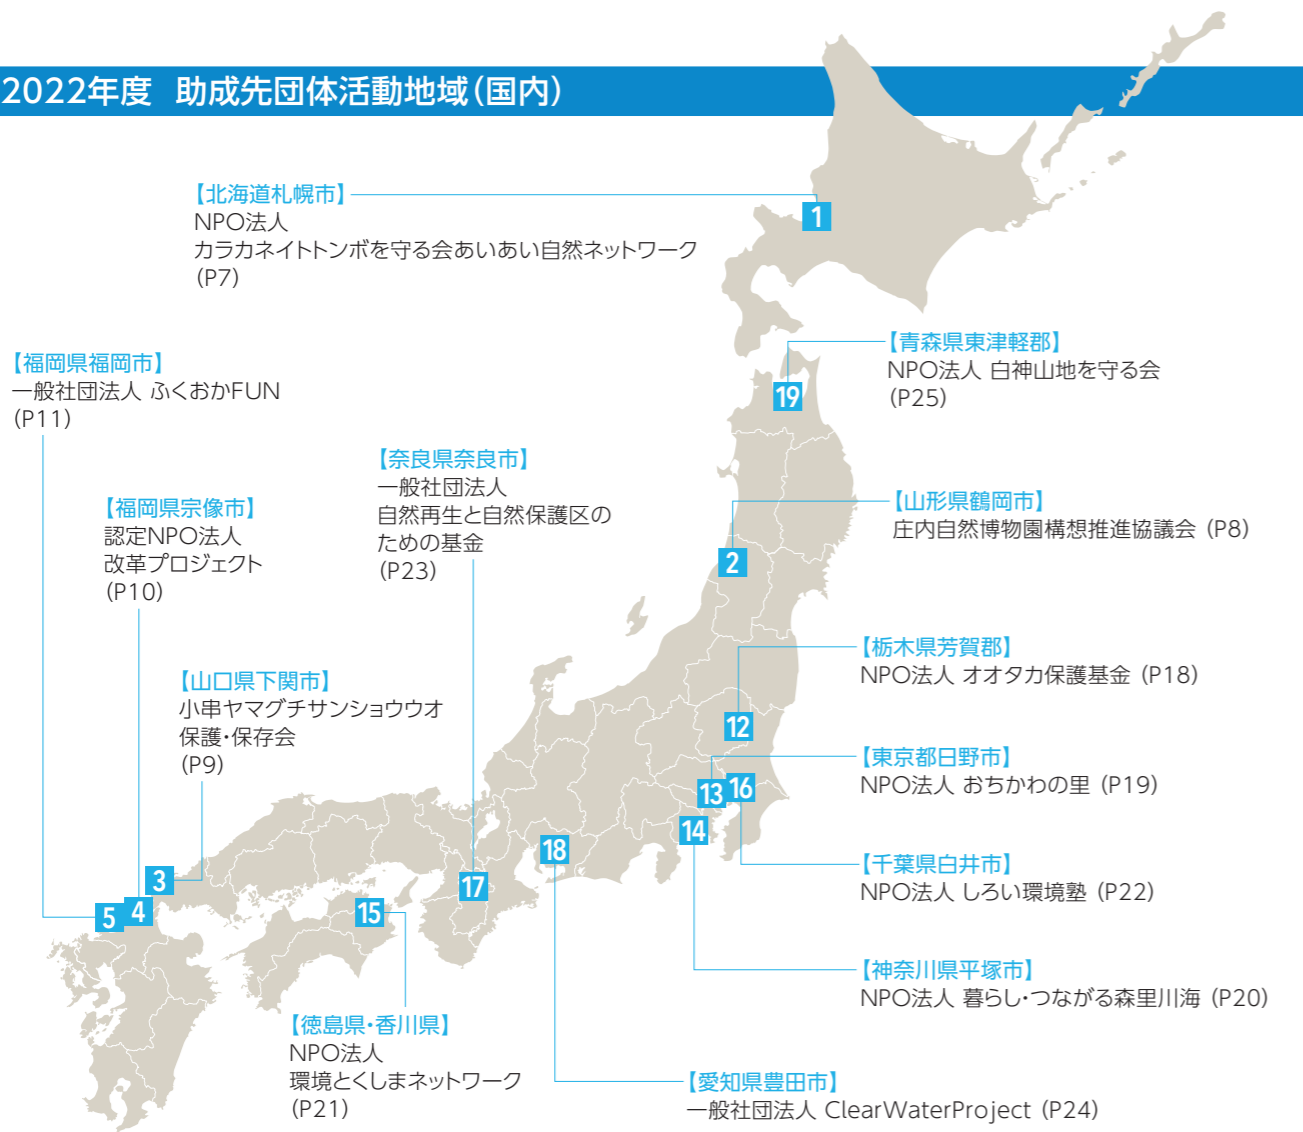 2022年度 助成先団体活動地域（国内）
【北海道札幌市】
NPO法人
カラカネイトトンボを守る会あいあい自然ネットワーク
（P7）
1
【青森県東津軽郡】
NPO法人 白神山地を守る会
（P25）
19
【福岡県福岡市】
一般社団法人 ふくおかFUN
（P11）
【奈良県奈良市】
一般社団法人
自然再生と自然保護区の
ための基金
（P23）
【福岡県宗像市】
認定NPO法人
改革プロジェクト
（P10）
【山形県鶴岡市】
庄内自然博物園構想推進協議会（P8）
2
【栃木県芳賀郡】
NPO法人 オオタカ保護基金（P18）
12
【山口県下関市】
小串ヤマグチサンショウウオ
保護・保存会
（P9）
【東京都日野市】
NPO法人 おちかわの里（P19）
13
16
14
18
17
3
4
5
15
【千葉県白井市】
NPO法人 しろい環境塾（P22）
【神奈川県平塚市】
NPO法人 暮らし・つながる森里川海（P20）
【徳島県・香川県】
NPO法人
環境とくしまネットワーク
（P21）
【愛知県豊田市】
一般社団法人 ClearWaterProject（P24）